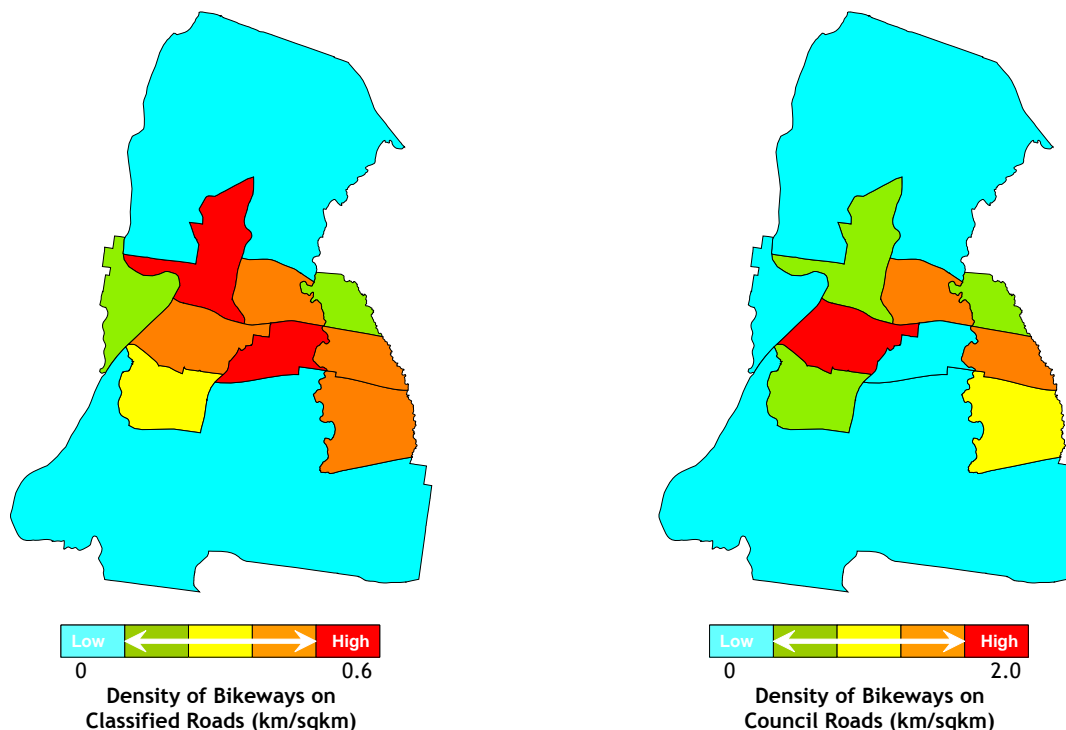 Low High
0 0.6
Density of Bikeways on
Classified Roads (km/sqkm)
Low High
0 2.0
Density of Bikeways on
Council Roads (km/sqkm)